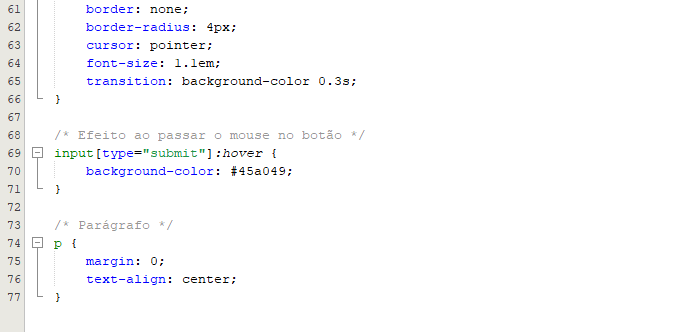 61 border: none;
62 border-radius: 4px;
63 cursor: pointer;
64 font-size: 1.1em;
65 transition: background-color 0.3s;
66 }
67
68 /* Efeito ao passar o mouse no botão */
69 input[type="submit"]:hover {
70 background-color: #45a049;
71 }
72
73 /* Parágrafo */
74 p {
75 margin: 0;
76 text-align: center;
77 }